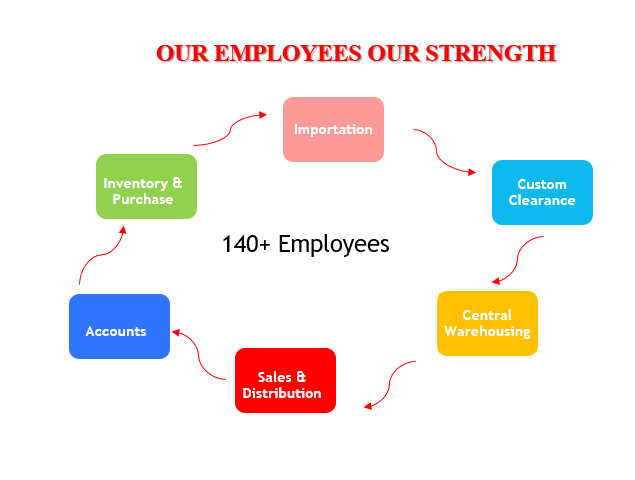 OUR EMPLOYEES OUR STRENGTH
Importation
Custom
Clearance
Central
Warehousing
Sales &
Distribution
Accounts
Inventory &
Purchase
140+ Employees